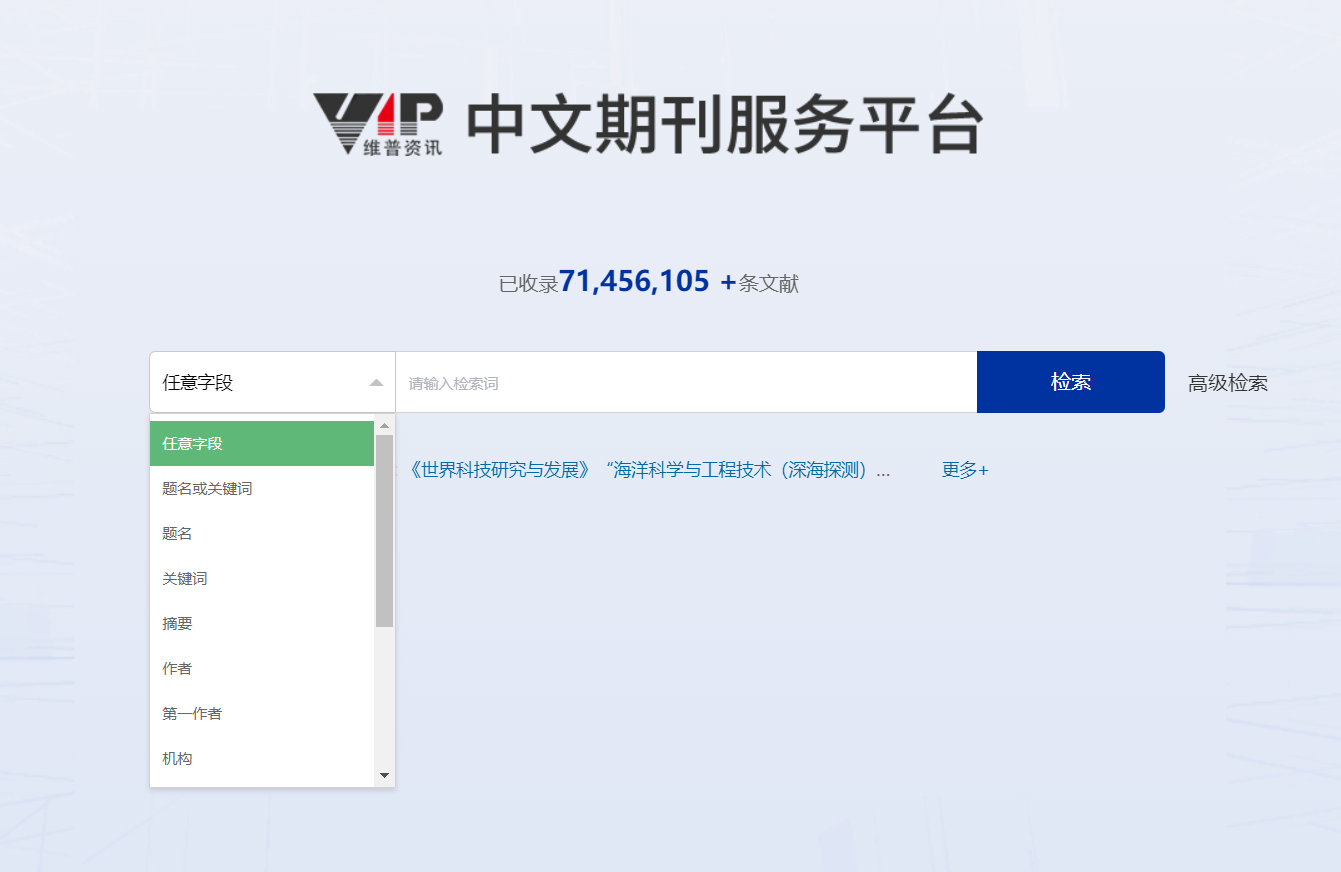 VIP 中文期刊服务平台
维普资讯
已收录71,456,105 +条文献
任意字段 请输入检索词 检索 高级检索
《世界科技研究与发展》“海洋科学与工程技术（深海探测）... 更多+
任意字段
题名或关键词
题名
关键词
摘要
作者
第一作者
机构